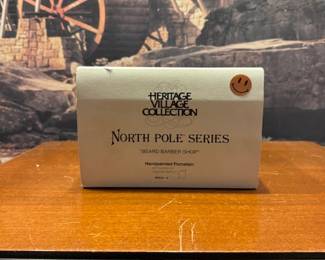 HERITAGE
VILLAGE
COLLECTION
NORTH POLE SERIES
"BEARD BARBER SHOP"
Handpainted Porcelain